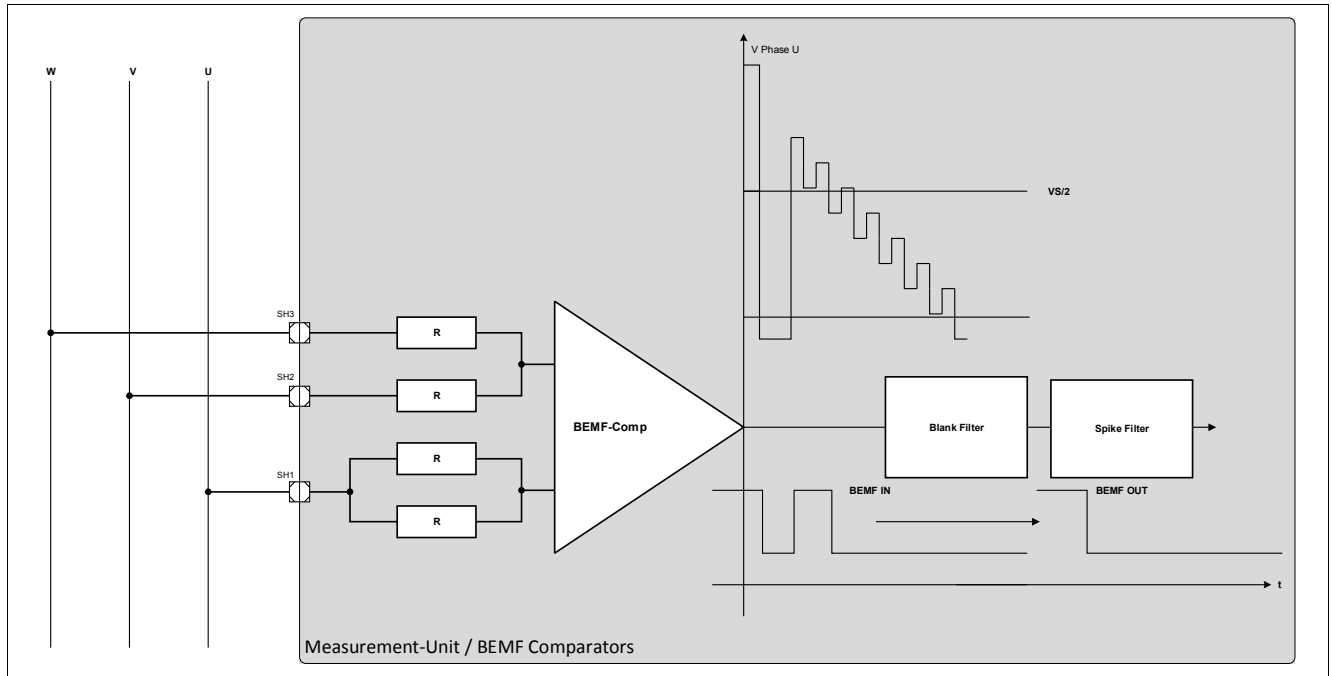 V Phase U
W
V
U
VS/2
SH3
R
SH2
R
BEMF-Comp
Blank Filter
Spike Filter
R
SH1
BEMF IN
BEMF OUT
R
t
Measurement-Unit / BEMF Comparators